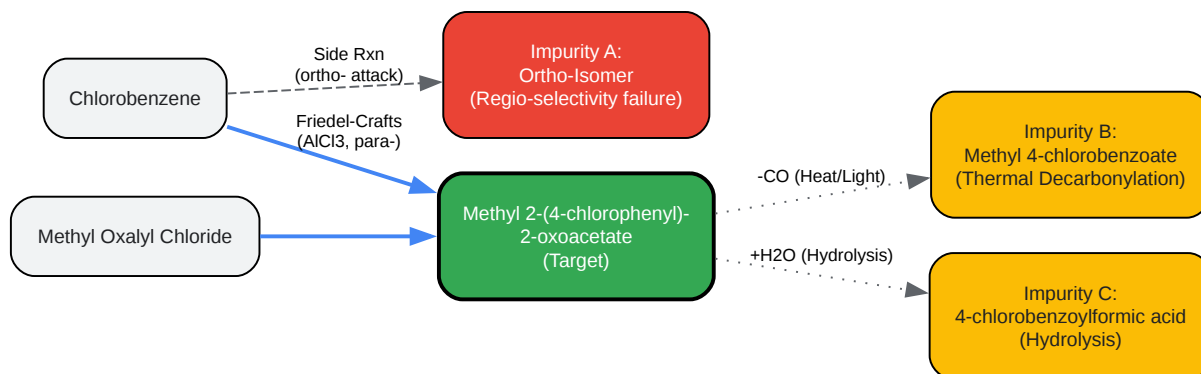 Chlorobenzene
Side Rxn
(ortho- attack)
Impurity A:
Ortho-Isomer
(Regio-selectivity failure)
Friedel-Crafts
(AlCl3, para-)
Methyl Oxalyl Chloride
Methyl 2-(4-chlorophenyl)-
2-oxoacetate
(Target)
-CO (Heat/Light)
Impurity B:
Methyl 4-chlorobenzoate
(Thermal Decarbonylation)
+H2O (Hydrolysis)
Impurity C:
4-chlorobenzoylformic acid
(Hydrolysis)